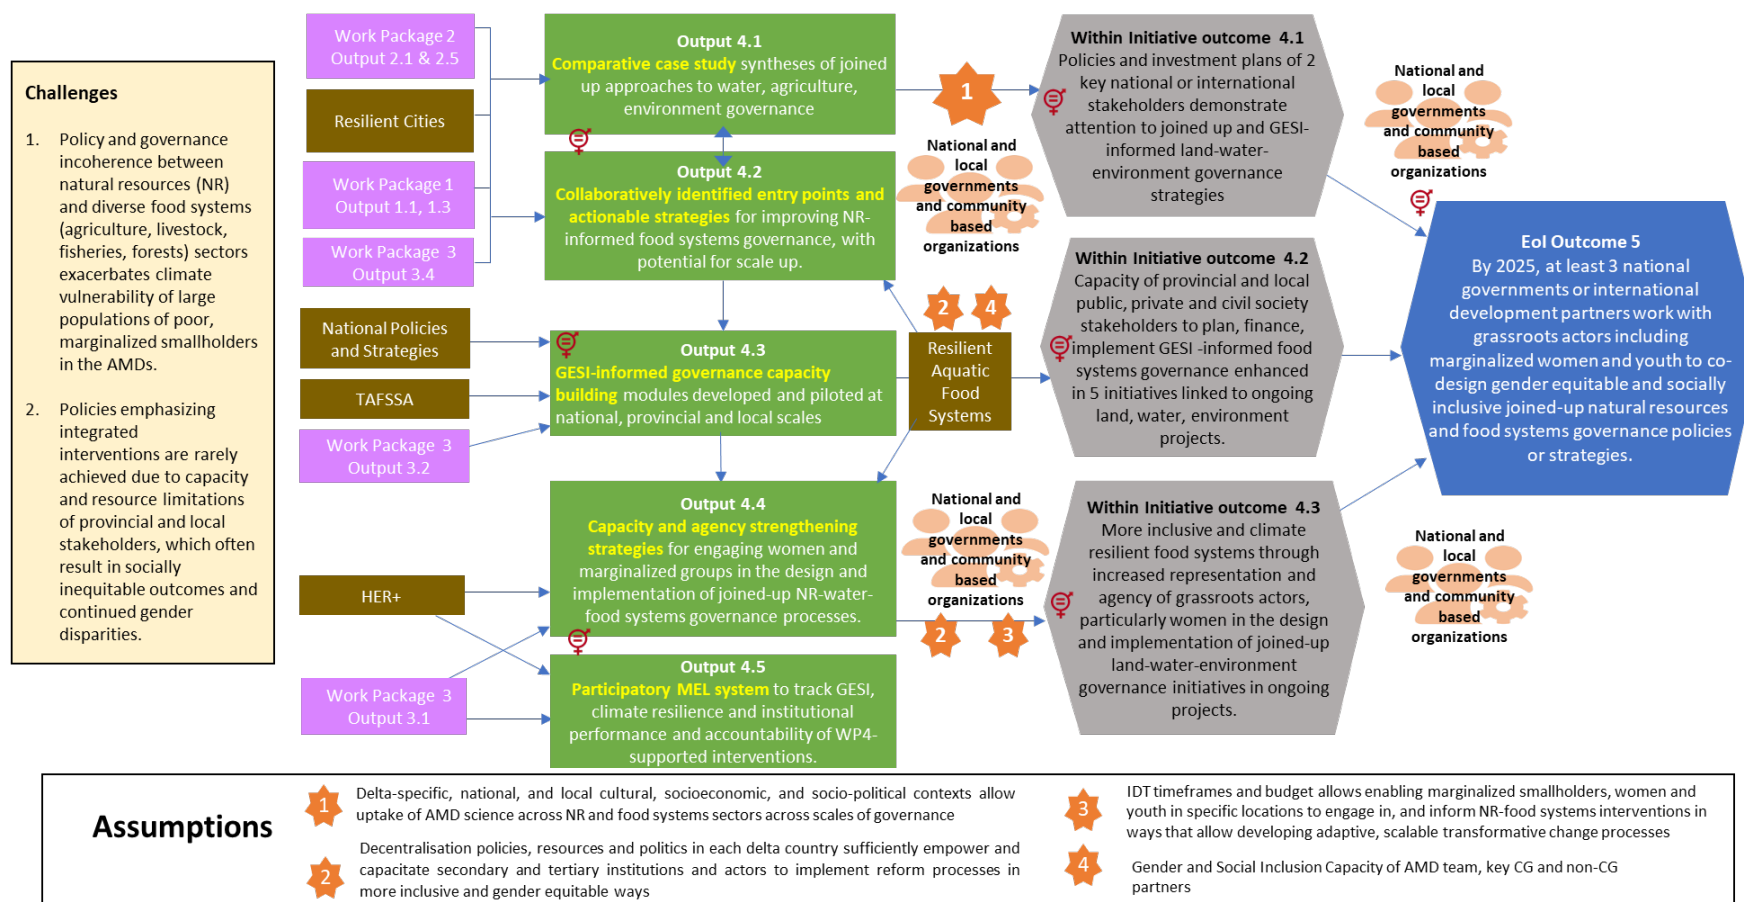 Challenges
1. Policy and governance
incoherence between
natural resources (NR)
and diverse food systems
(agriculture, livestock,
fisheries, forests) sectors
exacerbates climate
vulnerability of large
populations of poor,
marginalized smallholders
in the AMDs.
2. Policies emphasizing
integrated
interventions are rarely
achieved due to capacity
and resource limitations
of provincial and local
stakeholders, which often
result in socially
inequitable outcomes and
continued gender
disparities.
Work Package 2
Output 2.1 & 2.5
Resilient Cities
Work Package 1
Output 1.1, 1.3
Work Package 3
Output 3.4
National Policies
and Strategies
TAFSSA
Work Package 3
Output 3.2
HER+
Work Package 3
Output 3.1
Output 4.1
Comparative case study syntheses of joined
up approaches to water, agriculture,
environment governance
Output 4.2
Collaboratively identified entry points and
actionable strategies for improving NR-
informed food systems governance, with
potential for scale up.
Output 4.3
GESI-informed governance capacity
building modules developed and piloted at
national, provincial and local scales
Output 4.4
Capacity and agency strengthening
strategies for engaging women and
marginalized groups in the design and
implementation of joined-up NR-water-
food systems governance processes.
Output 4.5
Participatory MEL system to track GESI,
climate resilience and institutional
performance and accountability of WP4-
supported interventions.
1
National and
local
governments
and community
based
organizations
2
4
Resilient
Aquatic
Food
Systems
National and
local
governments
and community
based
organizations
2
3
Within Initiative outcome 4.1
Policies and investment plans of 2
key national or international
stakeholders demonstrate
attention to joined up and GESI-
informed land-water-
environment governance
strategies
Within Initiative outcome 4.2
Capacity of provincial and local
public, private and civil society
stakeholders to plan, finance,
implement GESI -informed food
systems governance enhanced
in 5 initiatives linked to ongoing
land, water, environment
projects.
Within Initiative outcome 4.3
More inclusive and climate
resilient food systems through
increased representation and
agency of grassroots actors,
particularly women in the design
and implementation of joined-up
land-water-environment
governance initiatives in ongoing
projects.
National and
local
governments
and community
based
organizations
EoI Outcome 5
By 2025, at least 3 national
governments or international
development partners work with
grassroots actors including
marginalized women and youth to co-
design gender equitable and socially
inclusive joined-up natural resources
and food systems governance policies
or strategies.
National and
local
governments
and community
based
organizations
Assumptions
1
Delta-specific, national, and local cultural, socioeconomic, and socio-political contexts allow
uptake of AMD science across NR and food systems sectors across scales of governance
2
Decentralisation policies, resources and politics in each delta country sufficiently empower and
capacitate secondary and tertiary institutions and actors to implement reform processes in
more inclusive and gender equitable ways
3
IDT timeframes and budget allows enabling marginalized smallholders, women and
youth in specific locations to engage in, and inform NR-food systems interventions in
ways that allow developing adaptive, scalable transformative change processes
4
Gender and Social Inclusion Capacity of AMD team, key CG and non-CG
partners